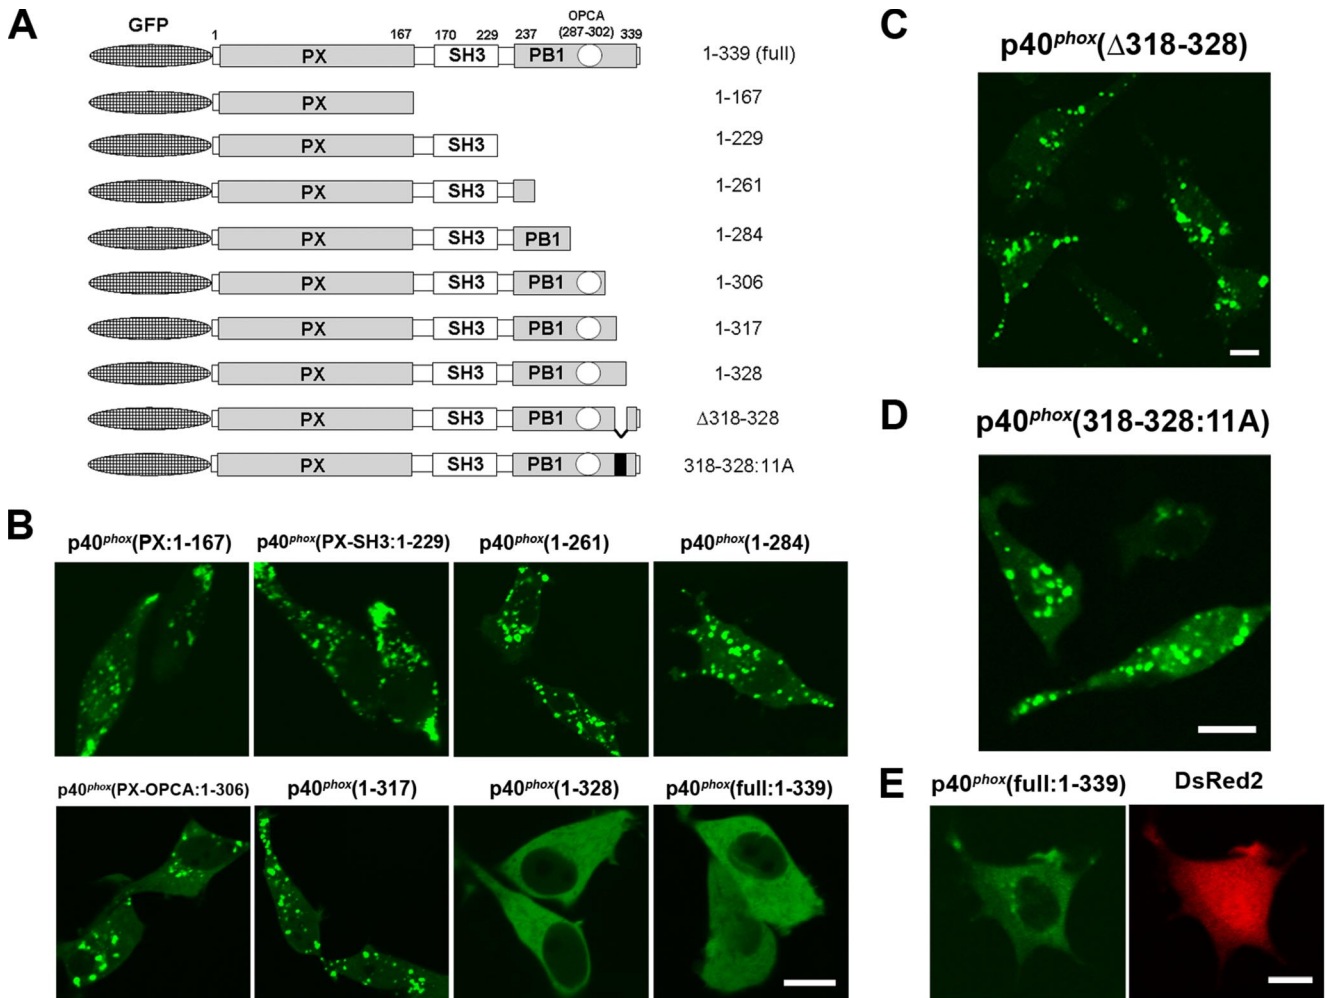 A
GFP
OPCA
1 167 170 229 237 (287-302) 339
PX SH3 PB1 1-339 (full)
PX 1-167
PX SH3 1-229
PX SH3 1-261
PX SH3 PB1 1-284
PX SH3 PB1 1-306
PX SH3 PB1 1-317
PX SH3 PB1 1-328
PX SH3 PB1 Δ318-328
PX SH3 PB1 318-328:11A
B
p40phox(PX:1-167) p40phox(PX-SH3:1-229) p40phox(1-261) p40phox(1-284)
p40phox(PX-OPCA:1-306) p40phox(1-317) p40phox(1-328) p40phox(full:1-339)
C
p40phox(Δ318-328)
D
p40phox(318-328:11A)
E
p40phox(full:1-339) DsRed2